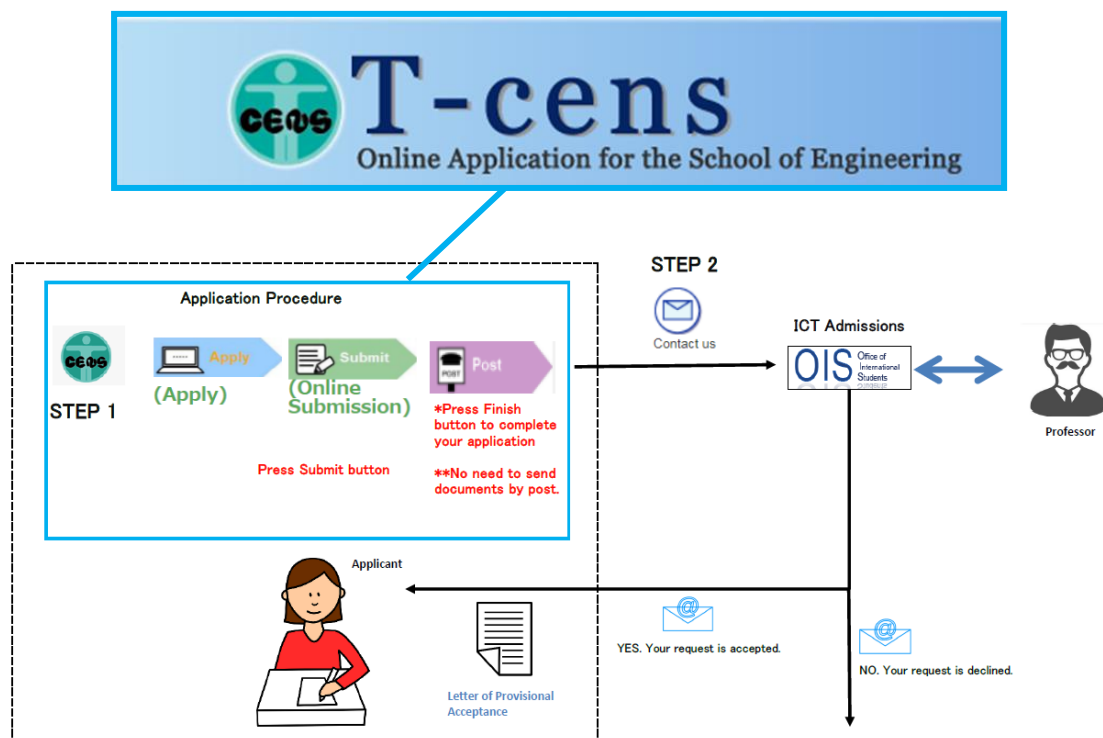 CENS
T-cens
Online Application for the School of Engineering
Application Procedure
CENS
STEP 1
Apply
(Apply)
Submit
(Online
Submission)
Press Submit button
POST
Post
*Press Finish
button to complete
your application
**No need to send
documents by post.
STEP 2
Contact us
ICT Admissions
OIS
Office of
International
Students
Professor
Applicant
Letter of Provisional
Acceptance
@
YES. Your request is accepted.
@
NO. Your request is declined.